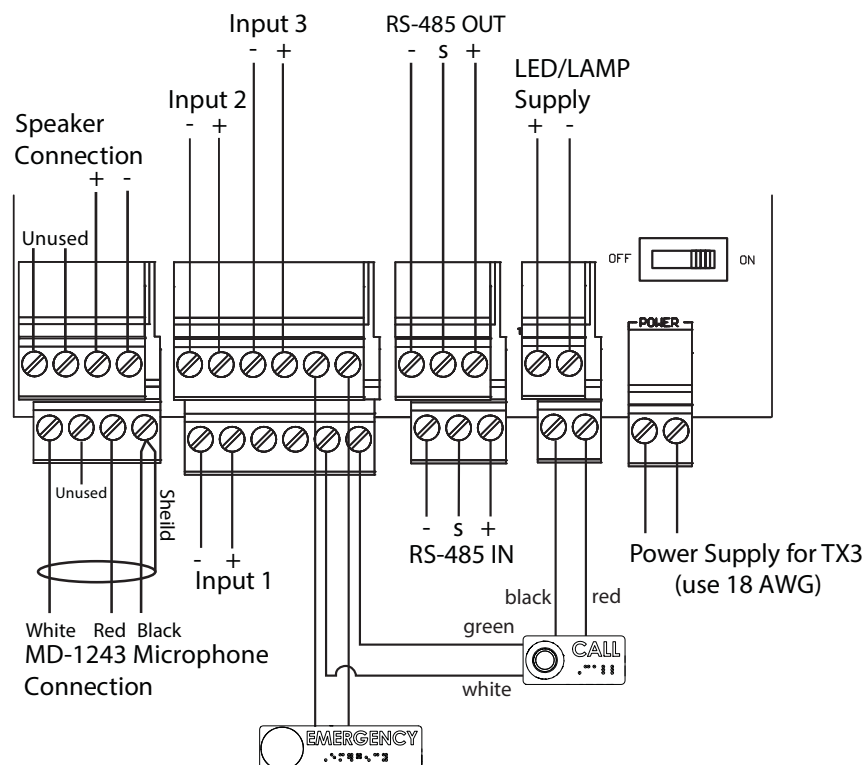 Input 3
- +
RS-485 OUT
- s +
LED/LAMP
Supply
+ -
Input 2
- +
Speaker
Connection
+ -
Unused
OFF ON
POWER
Unused
Sheild
- +
Input 1
- s +
RS-485 IN
Power Supply for TX3
(use 18 AWG)
black red
green
white
White Red Black
MD-1243 Microphone
Connection
CALL
EMERGENCY